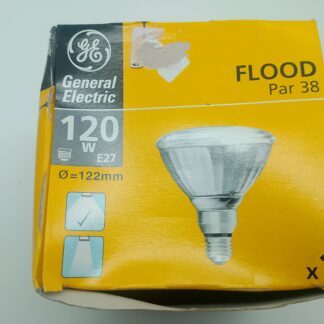 GE
General
Electric
120
W
E27
Ø=122mm
FLOOD
Par 38
x